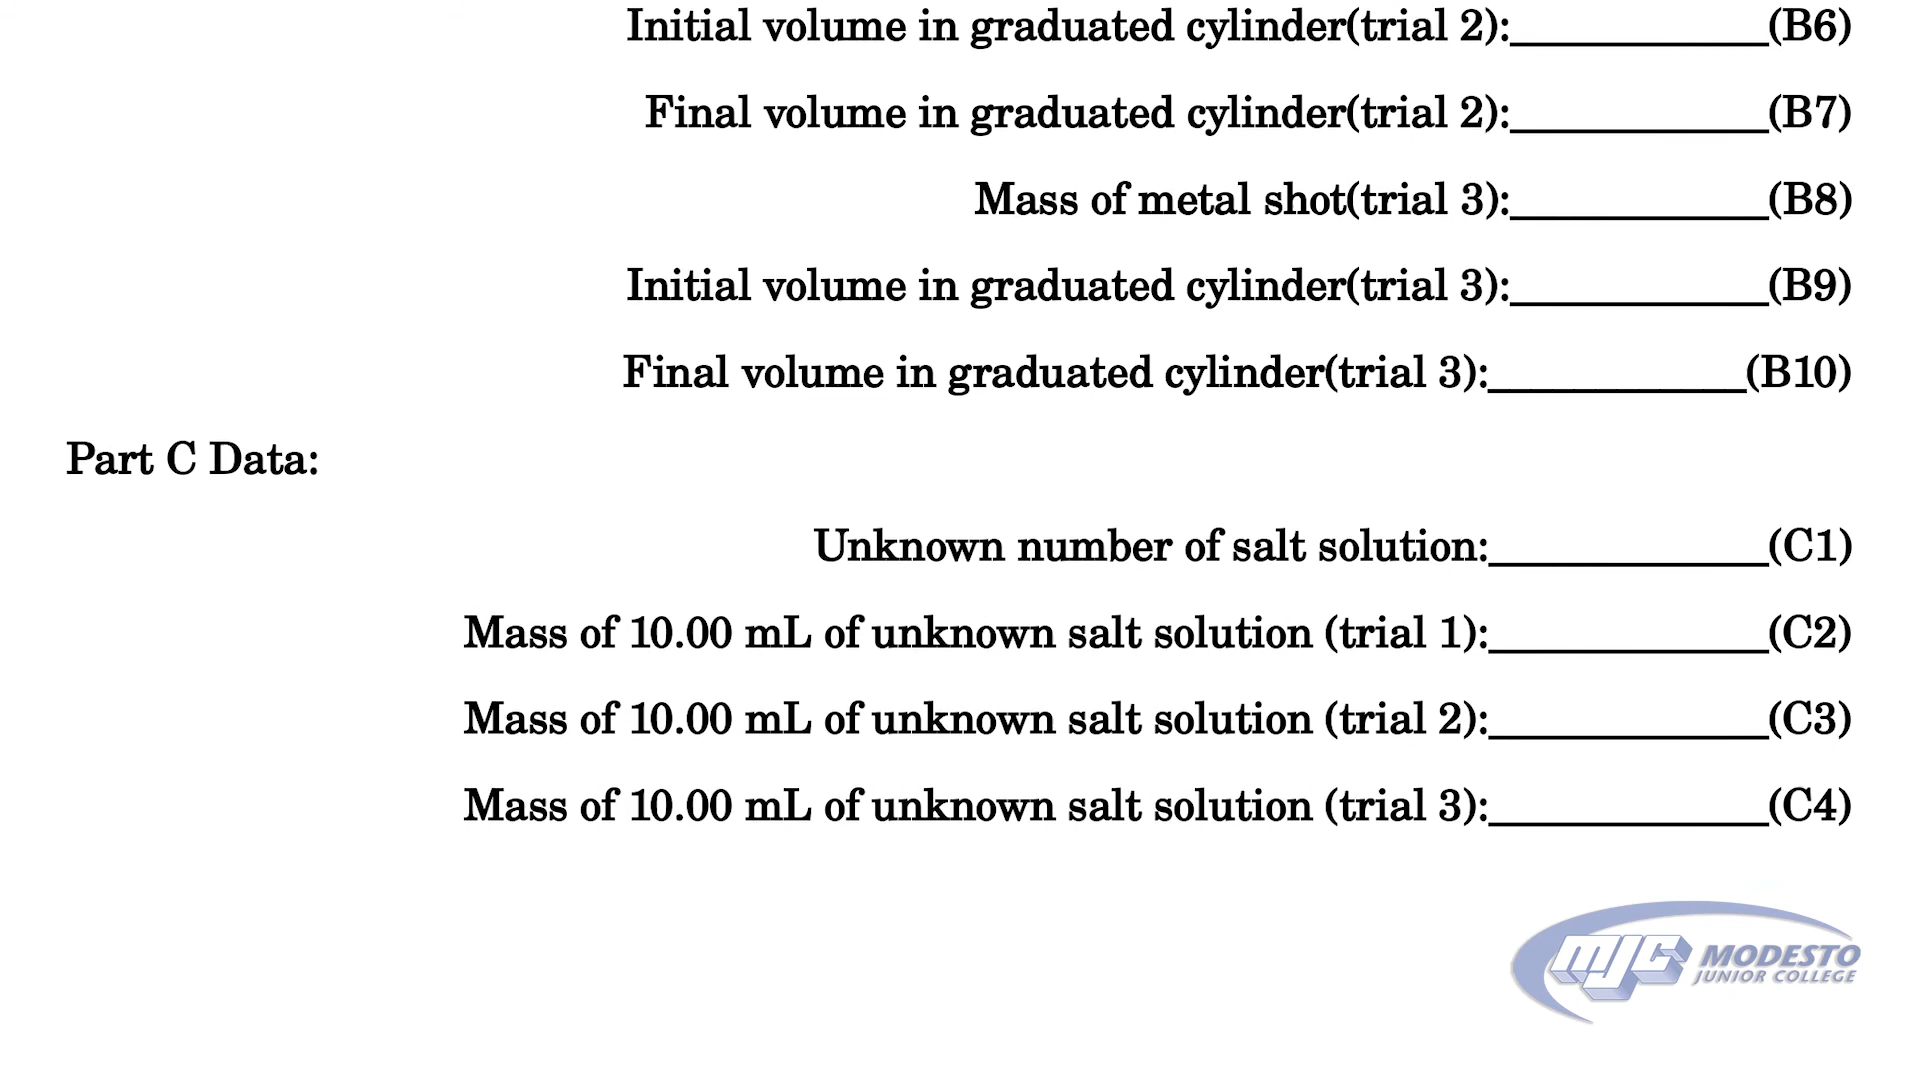 Initial volume in graduated cylinder(trial 2):____________(B6)
Final volume in graduated cylinder(trial 2):____________(B7)
Mass of metal shot(trial 3):____________(B8)
Initial volume in graduated cylinder(trial 3):____________(B9)
Final volume in graduated cylinder(trial 3):____________(B10)
Part C Data:
Unknown number of salt solution:_____________(C1)
Mass of 10.00 mL of unknown salt solution (trial 1):_____________(C2)
Mass of 10.00 mL of unknown salt solution (trial 2):_____________(C3)
Mass of 10.00 mL of unknown salt solution (trial 3):_____________(C4)
MJC MODESTO
JUNIOR COLLEGE